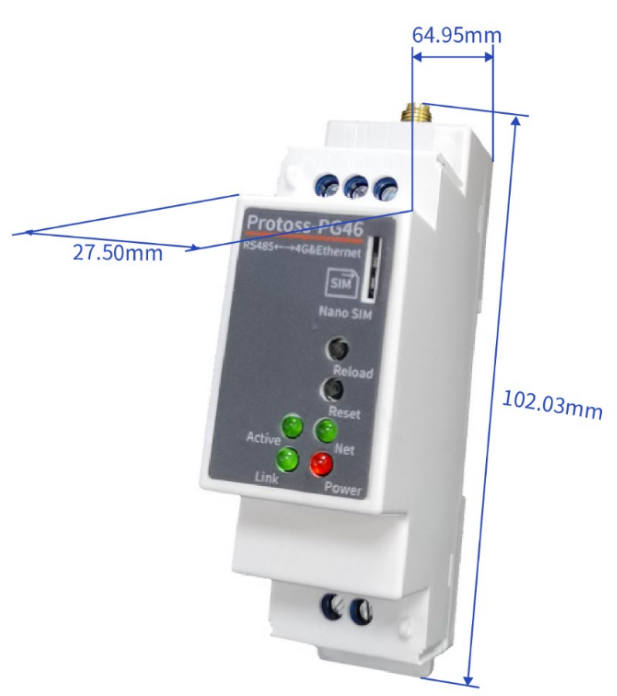 64.95mm
27.50mm
Protoss-PG46
RS485←→4G&Ethernet
SIM
Nano SIM
Reload
Reset
Active
Net
Link
Power
102.03mm